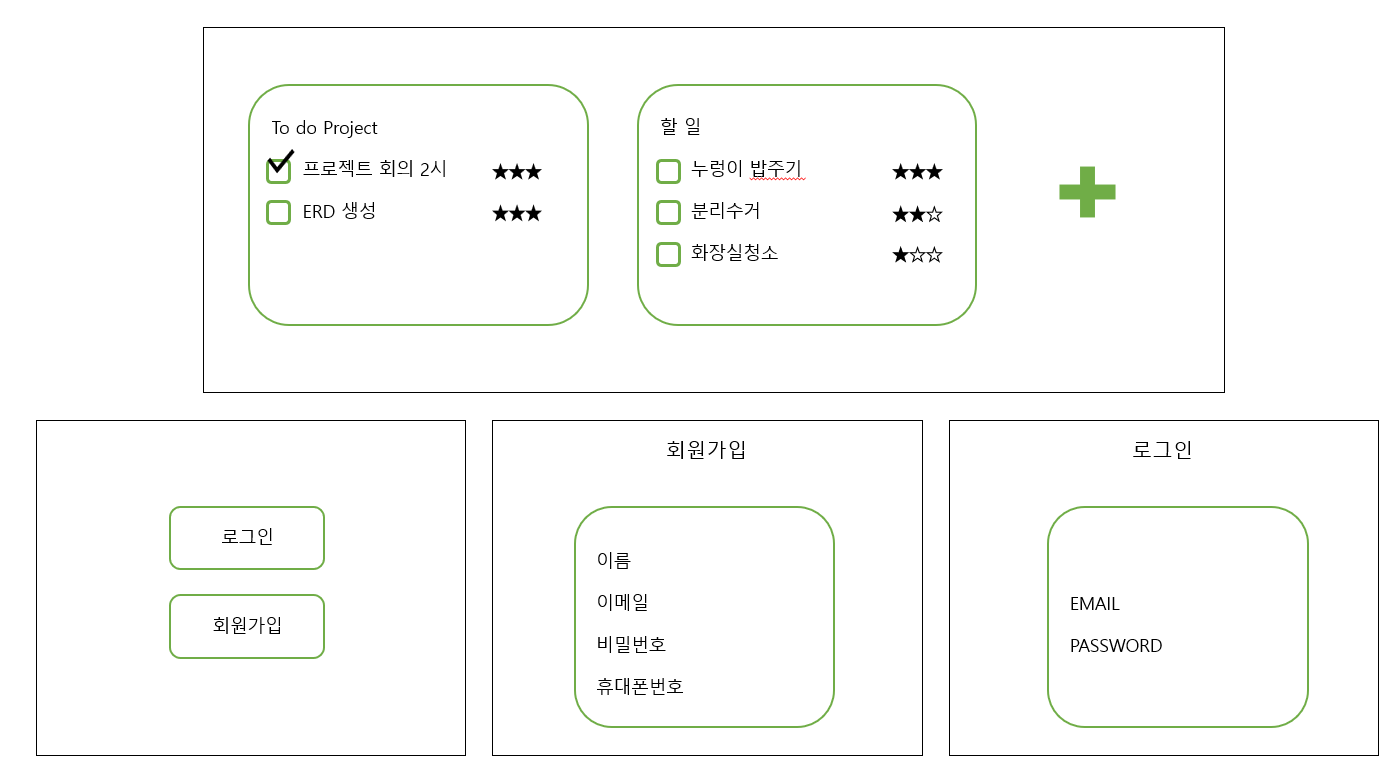 To do Project
프로젝트 회의 2시 ★★★
ERD 생성 ★★★
할 일
누렁이 밥주기 ★★★
분리수거 ★★☆
화장실청소 ★☆☆
로그인
회원가입
회원가입
이름
이메일
비밀번호
휴대폰번호
로그인
EMAIL
PASSWORD